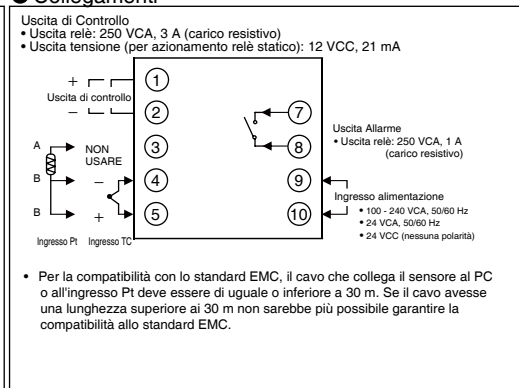 Collegamenti
Uscita di Controllo
• Uscita relè: 250 VCA, 3 A (carico resistivo)
• Uscita tensione (per azionamento relè statico): 12 VCC, 21 mA
+
Uscita di controllo
−
1
2
3
4
5
7
8
9
10
A
B
B
NON
USARE
−
+
Ingresso Pt
Ingresso TC
Uscita Allarme
• Uscita relè: 250 VCA, 1 A
(carico resistivo)
Ingresso alimentazione
• 100 - 240 VCA, 50/60 Hz
• 24 VCA, 50/60 Hz
• 24 VCC (nessuna polarità)
• Per la compatibilità con lo standard EMC, il cavo che collega il sensore al PC
o all'ingresso Pt deve essere di uguale o inferiore a 30 m. Se il cavo avesse
una lunghezza superiore ai 30 m non sarebbe più possibile garantire la
compatibilità allo standard EMC.